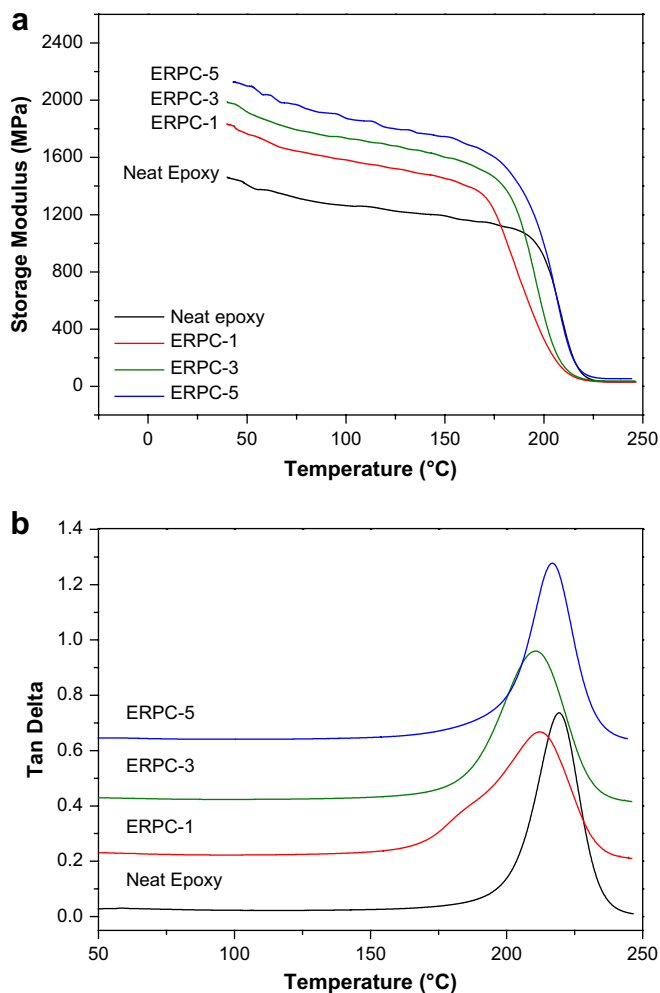 a
2400
2000
1600
1200
800
400
0
Storage Modulus (MPa)
ERPC-5
ERPC-3
ERPC-1
Neat Epoxy
Neat epoxy
ERPC-1
ERPC-3
ERPC-5
0 50 100 150 200 250
Temperature (°C)
b
1.4
1.2
1.0
0.8
0.6
0.4
0.2
0.0
Tan Delta
ERPC-5
ERPC-3
ERPC-1
Neat Epoxy
50 100 150 200 250
Temperature (°C)